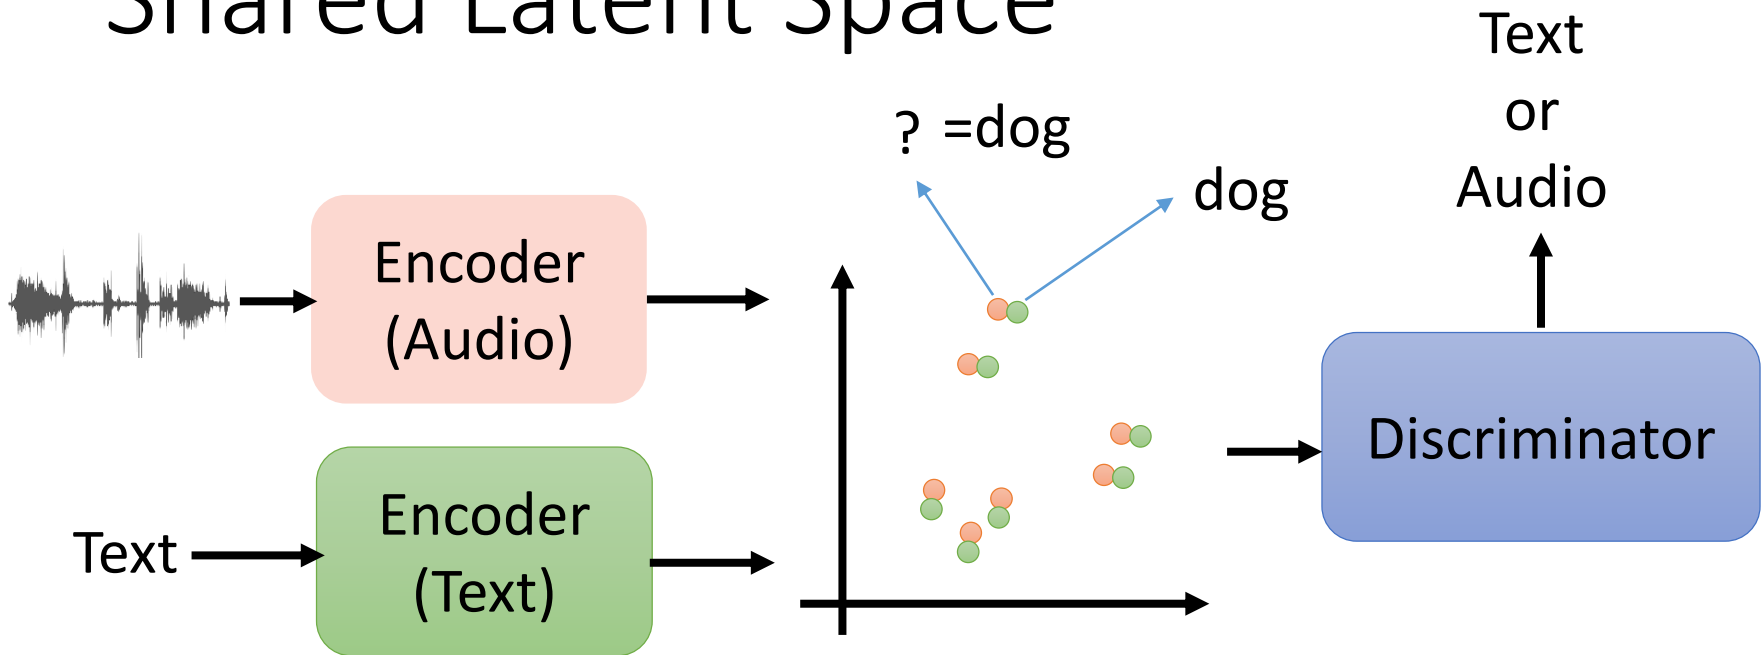 Shared Latent Space
Text
or
Audio
? =dog
dog
Encoder
(Audio)
Discriminator
Encoder
(Text)
Text